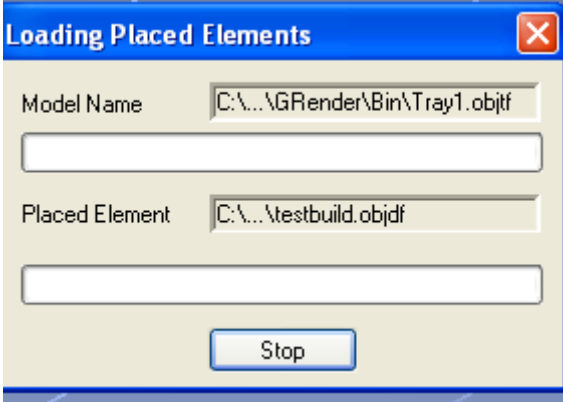 Loading Placed Elements
Model Name C:\...\GRender\Bin\Tray1.objtf
Placed Element C:\...\testbuild.objdf
Stop